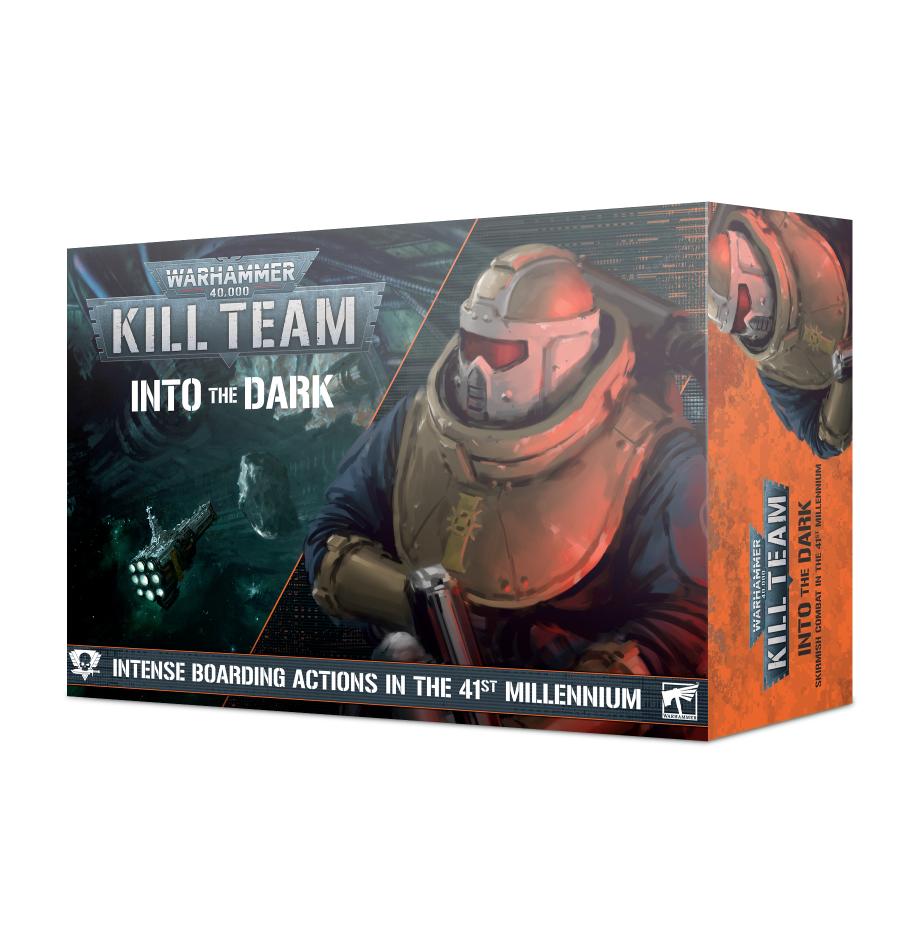 WARHAMMER
40,000
KILL TEAM
INTO THE DARK
INTENSE BOARDING ACTIONS IN THE 41ST MILLENNIUM
WARHAMMER
WARHAMMER
40,000
KILL TEAM
INTO THE DARK
SKIRMISH COMBAT IN THE 41ST MILLENNIUM